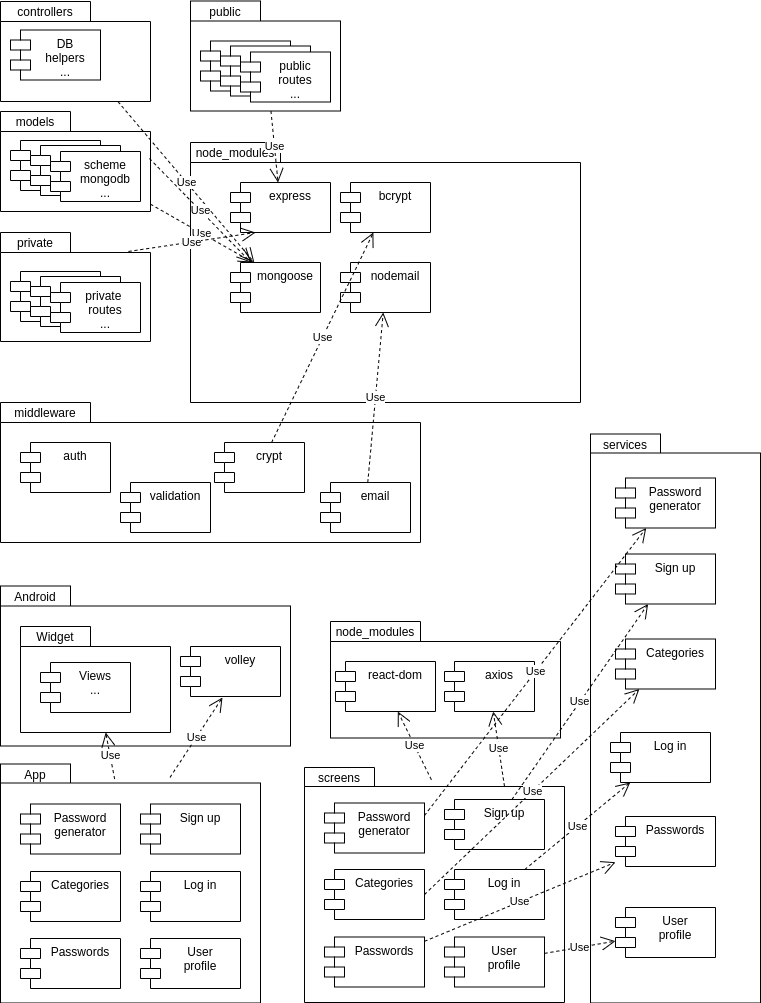 controllers
DB
helpers
...
public
public
routes
...
models
scheme
mongodb
...
Use
node_modules
express
bcrypt
mongoose
nodemail
Use
Use
Use
Use
private
private
routes
...
Use
Use
middleware
auth
validation
crypt
email
services
Password
generator
Sign up
Categories
Log in
Passwords
User
profile
Android
Widget
Views
...
volley
Use
Use
node_modules
react-dom
axios
Use
Use
Use
Use
App
Password
generator
Sign up
Categories
Log in
Passwords
User
profile
screens
Password
generator
Sign up
Categories
Log in
Passwords
User
profile
Use
Use
Use
Use